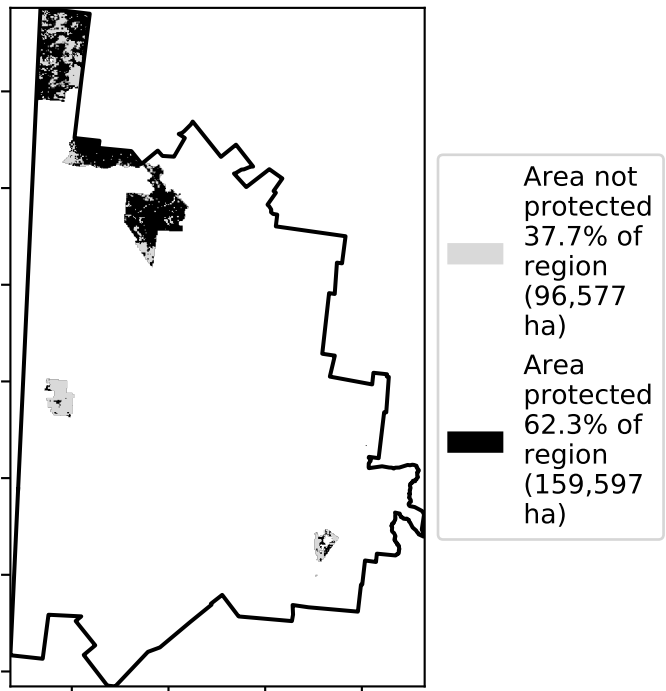 Area not
protected
37.7% of
region
(96,577
ha)
Area
protected
62.3% of
region
(159,597
ha)